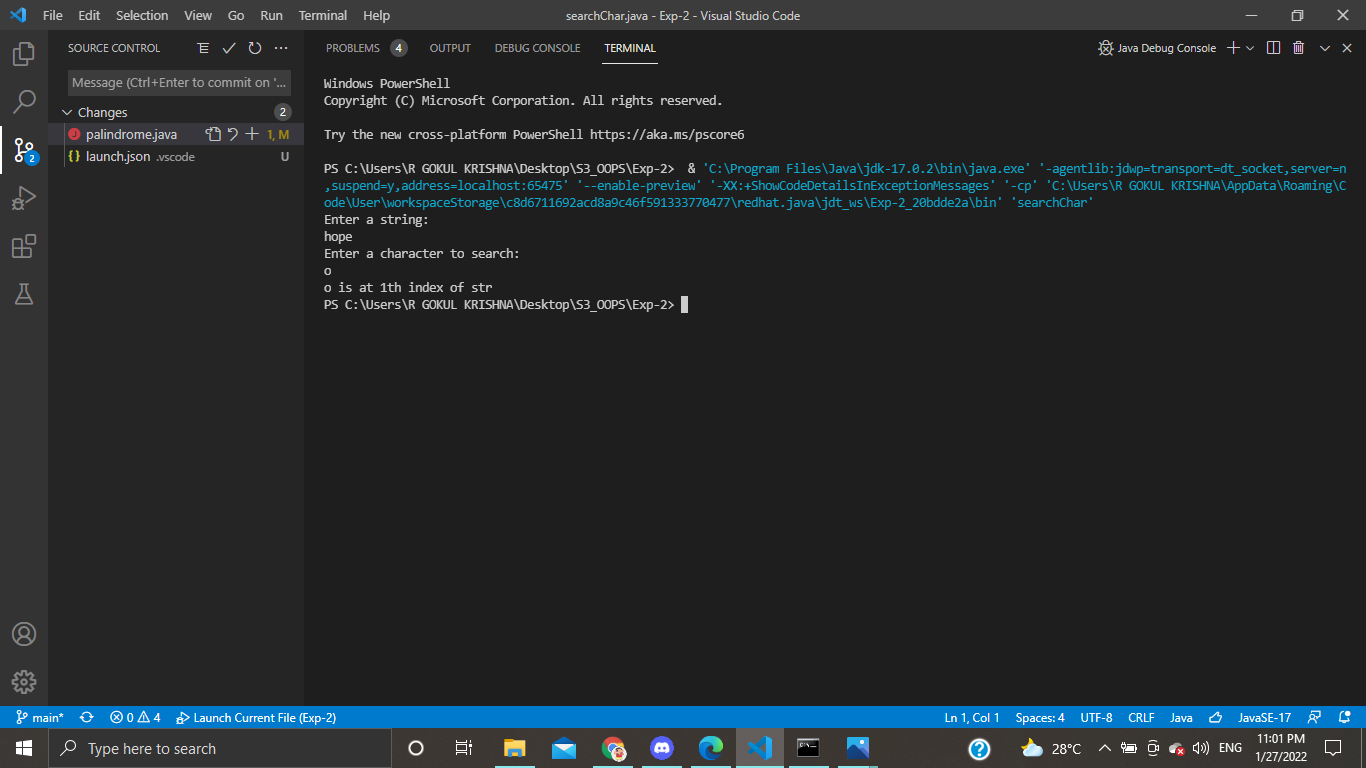 File Edit Selection View Go Run Terminal Help searchChar.java - Exp-2 - Visual Studio Code
SOURCE CONTROL
Message (Ctrl+Enter to commit on '...
Changes 2
palindrome.java 1, M
launch.json .vscode U
2
PROBLEMS 4 OUTPUT DEBUG CONSOLE TERMINAL Java Debug Console
Windows PowerShell
Copyright (C) Microsoft Corporation. All rights reserved.
Try the new cross-platform PowerShell https://aka.ms/pscore6
PS C:\Users\R GOKUL KRISHNA\Desktop\S3_OOPS\Exp-2>  & 'C:\Program Files\Java\jdk-17.0.2\bin\java.exe' '-agentlib:jdwp=transport=dt_socket,server=n
,suspend=y,address=localhost:65475' '--enable-preview' '-XX:+ShowCodeDetailsInExceptionMessages' '-cp' 'C:\Users\R GOKUL KRISHNA\AppData\Roaming\C
ode\User\workspaceStorage\c8d6711692acd8a9c46f591333770477\redhat.java\jdt_ws\Exp-2_20bdde2a\bin' 'searchChar'
Enter a string:
hope
Enter a character to search:
o
o is at 1th index of str
PS C:\Users\R GOKUL KRISHNA\Desktop\S3_OOPS\Exp-2>
main* 0 4 Launch Current File (Exp-2) Ln 1, Col 1 Spaces: 4 UTF-8 CRLF Java JavaSE-17
Type here to search 28°C ENG 11:01 PM
1/27/2022